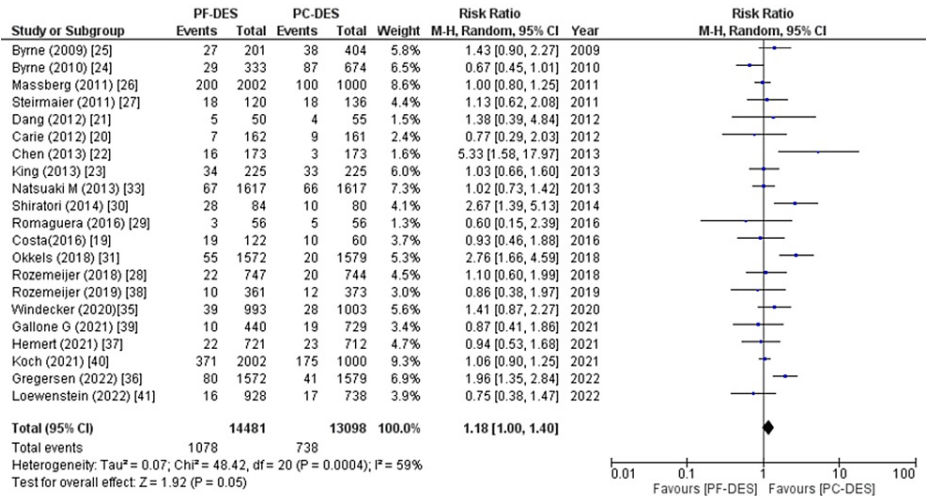 PF-DES PC-DES Risk Ratio Risk Ratio
Study or Subgroup Events Total Events Total Weight M-H, Random, 95% CI Year M-H, Random, 95% CI
Byrne (2009) [25] 27 201 38 404 5.8% 1.43 [0.90, 2.27] 2009
Byrne (2010) [24] 29 333 87 674 6.4% 0.67 [0.45, 1.01] 2010
Massberg (2011) [26] 200 2002 100 1000 9.4% 1.00 [0.80, 1.25] 2011
Steirmaier (2011) [27] 18 120 18 136 4.4% 1.13 [0.62, 2.08] 2011
Dang (2012) [21] 5 50 4 55 1.5% 1.38 [0.39, 4.84] 2012
Carie (2012) [20] 7 162 9 161 2.4% 0.77 [0.29, 2.03] 2012
Chen (2013) [22] 16 173 3 173 1.6% 5.33 [1.58, 17.97] 2013
King (2013) [23] 34 225 33 225 6.0% 1.03 [0.66, 1.60] 2013
Natsuaki M (2013) [33] 67 1617 66 1617 7.3% 1.02 [0.73, 1.42] 2013
Shiratori (2014) [30] 28 84 10 80 4.0% 2.67 [1.39, 5.13] 2014
Romaguera (2016) [29] 3 56 5 56 1.3% 0.60 [0.15, 2.39] 2016
Costa(2016) [19] 19 122 10 60 3.7% 0.93 [0.46, 1.88] 2016
Okkels (2018) [31] 55 1572 20 1579 5.3% 2.76 [1.66, 4.59] 2018
Rozemeijer (2018) [28] 22 747 20 744 4.5% 1.10 [0.60, 1.99] 2018
Rozemeijer (2019) [38] 10 361 12 373 3.0% 0.86 [0.38, 1.97] 2019
Windecker (2020)[35] 39 993 28 1003 5.6% 1.41 [0.87, 2.27] 2020
Gallone G (2021) [39] 10 440 19 729 3.4% 0.87 [0.41, 1.86] 2021
Hemert (2021) [37] 22 721 23 712 4.7% 0.94 [0.53, 1.68] 2021
Koch (2021) [40] 371 2002 175 1000 9.9% 1.06 [0.90, 1.25] 2021
Gregersen (2022) [36] 80 1572 41 1579 6.9% 1.96 [1.35, 2.84] 2022
Loewenstein (2022) [41] 16 928 17 738 3.9% 0.75 [0.38, 1.47] 2022
Total (95% CI) 14481 13098 100.0% 1.18 [1.00, 1.40]
Total events 1078 738
Heterogeneity: Tau² = 0.07; Chi² = 48.42, df = 20 (P = 0.0004); I² = 59%
Test for overall effect: Z = 1.92 (P = 0.05)
0.01 0.1 1 10 100
Favours [PF-DES] Favours [PC-DES]